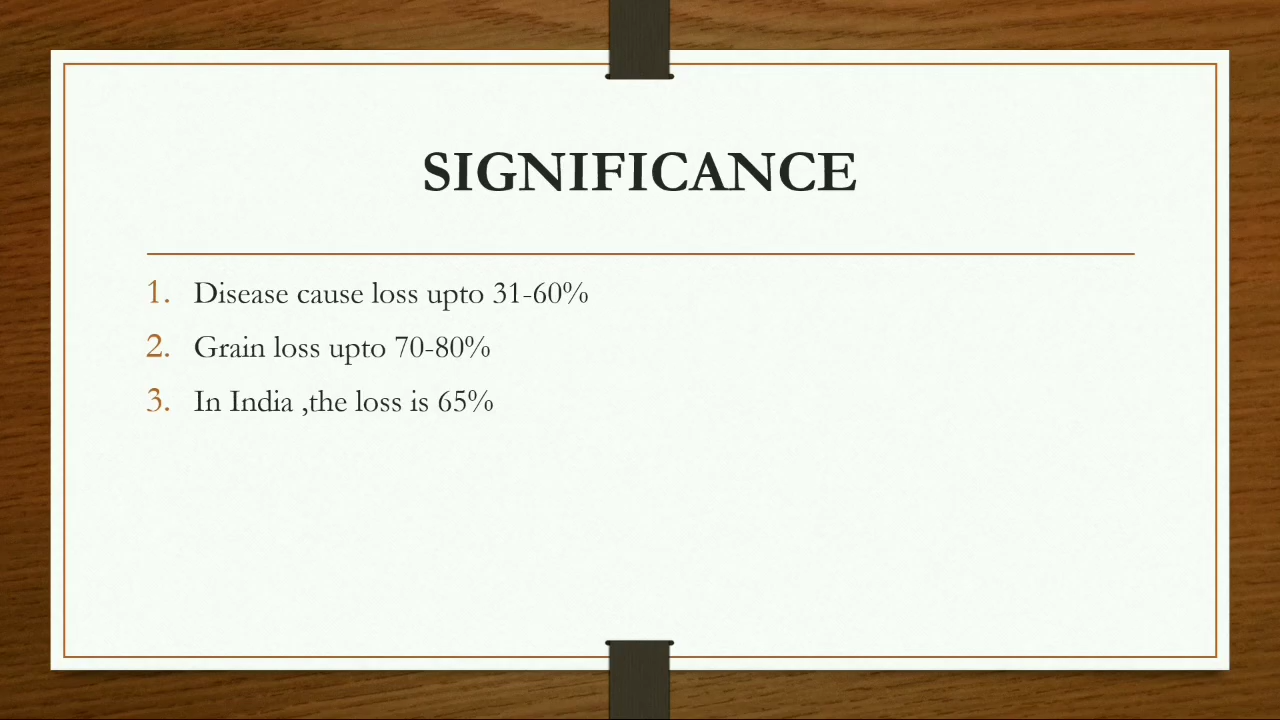 SIGNIFICANCE
1. Disease cause loss upto 31-60%
2. Grain loss upto 70-80%
3. In India ,the loss is 65%